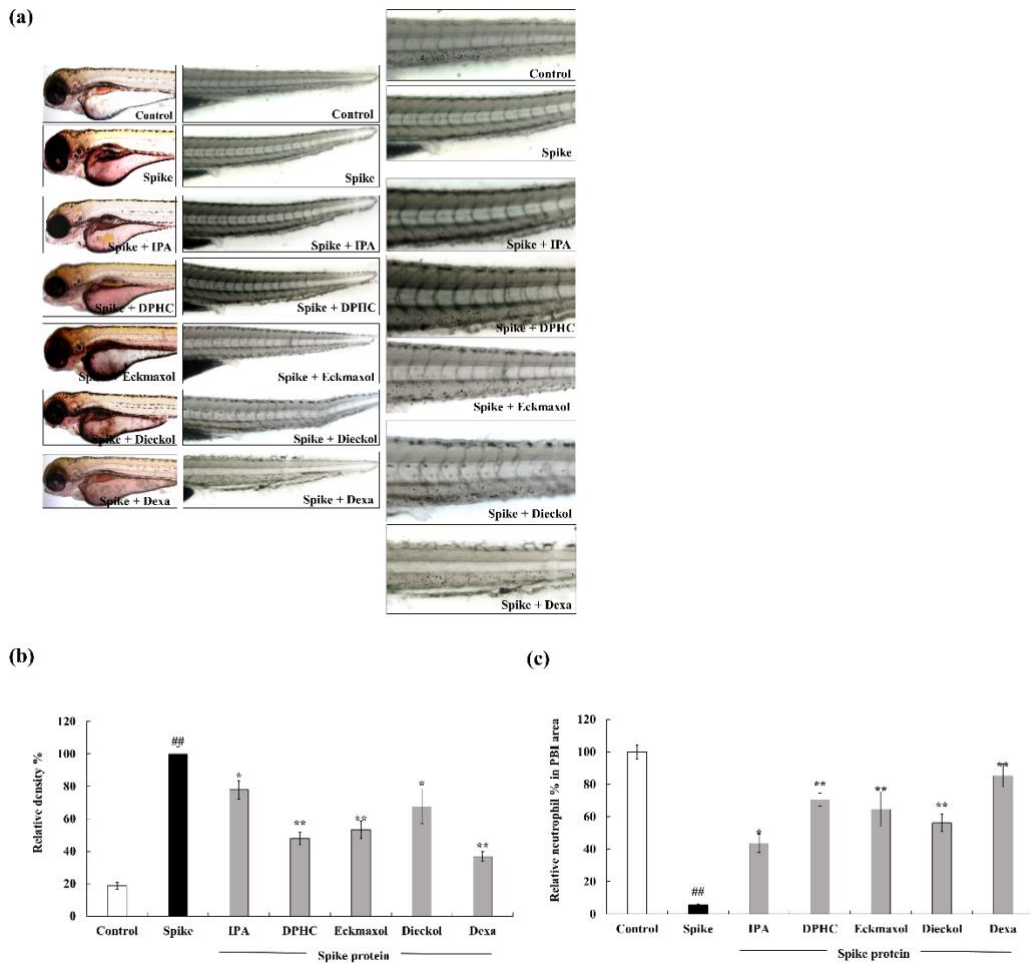 (a)
Control
Spike
Spike + IPA
Spike + DPHC
Spike + Eckmaxol
Spike + Dieckol
Spike + Dexa
Control
Spike
Spike + IPA
Spike + DPHC
Spike + Eckmaxol
Spike + Dieckol
Spike + Dexa
Control
Spike
Spike + IPA
Spike + DPHC
Spike + Eckmaxol
Spike + Dieckol
Spike + Dexa
(b)
Relative density %
120
100
80
60
40
20
0
##
*
**
**
*
**
Control Spike IPA DPHC Eckmaxol Dieckol Dexa
Spike protein
(c)
Relative neutrophil % in PBI area
120
100
80
60
40
20
0
##
*
**
**
**
**
Control Spike IPA DPHC Eckmaxol Dieckol Dexa
Spike protein